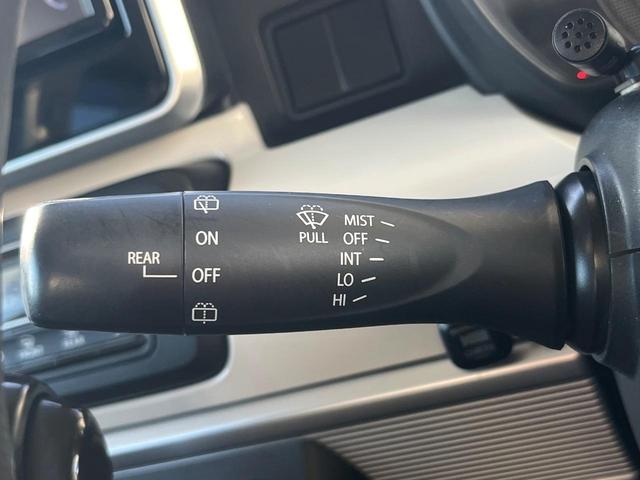 REAR
ON
OFF
PULL
MIST
OFF
INT
LO
HI